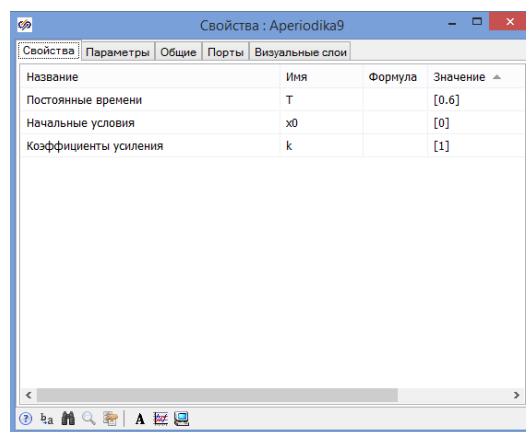 Свойства : Aperiodika9
Свойства Параметры Общие Порты Визуальные слои
Название Имя Формула Значение
Постоянные времени T [0.6]
Начальные условия x0 [0]
Коэффициенты усиления k [1]